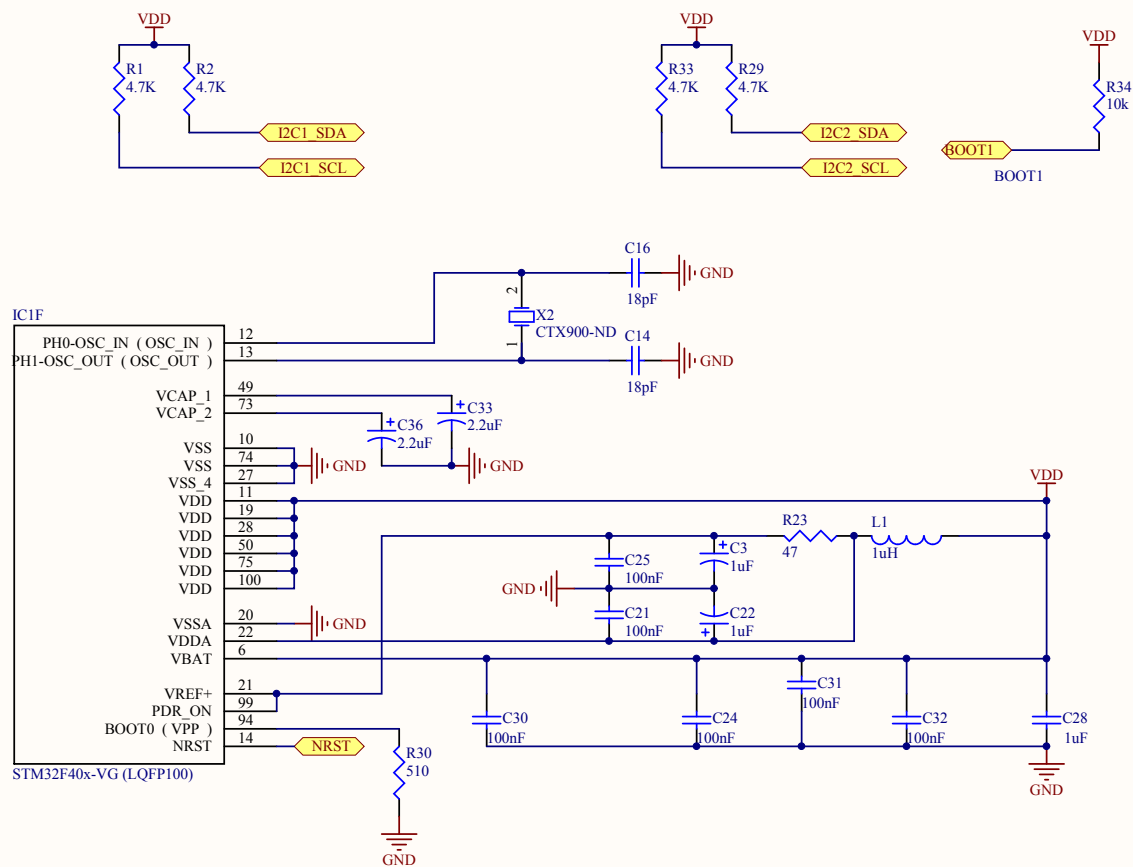 VDD
R1
4.7K
R2
4.7K
I2C1_SDA
I2C1_SCL
VDD
R33
4.7K
R29
4.7K
I2C2_SDA
I2C2_SCL
VDD
R34
10k
BOOT1
BOOT1
C16
18pF
GND
2
X2
CTX900-ND
1
C14
18pF
GND
IC1F
PH0-OSC_IN ( OSC_IN ) 12
PH1-OSC_OUT ( OSC_OUT ) 13
VCAP_1 49
VCAP_2 73
+ C33
2.2uF
+ C36
2.2uF
GND
VSS 10
VSS 74
GND
VSS_4 27
VDD 11
VDD 19
VDD 28
VDD 50
VDD 75
VDD 100
VDD
R23
47
L1
1uH
C25
100nF
+ C3
1uF
GND
C21
100nF
C22
+ 1uF
VSSA 20
GND
VDDA 22
VBAT 6
VREF+ 21
PDR_ON 99
BOOT0 ( VPP ) 94
NRST 14
NRST
C30
100nF
C24
100nF
C31
100nF
C32
100nF
C28
1uF
GND
R30
510
GND
STM32F40x-VG (LQFP100)